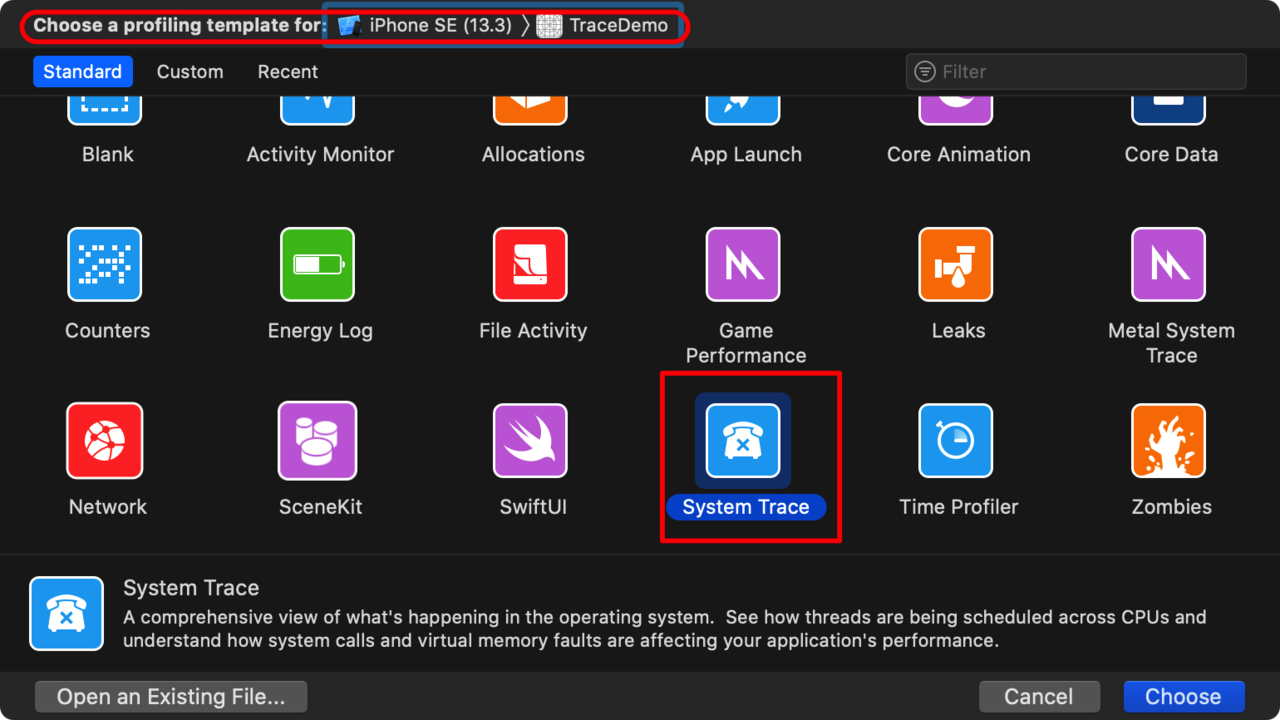 Choose a profiling template for: iPhone SE (13.3) 〉 TraceDemo
Standard Custom Recent Filter
Blank Activity Monitor Allocations App Launch Core Animation Core Data
Counters Energy Log File Activity Game Performance Leaks Metal System Trace
Network SceneKit SwiftUI System Trace Time Profiler Zombies
System Trace
A comprehensive view of what's happening in the operating system.  See how threads are being scheduled across CPUs and
understand how system calls and virtual memory faults are affecting your application's performance.
Open an Existing File... Cancel Choose